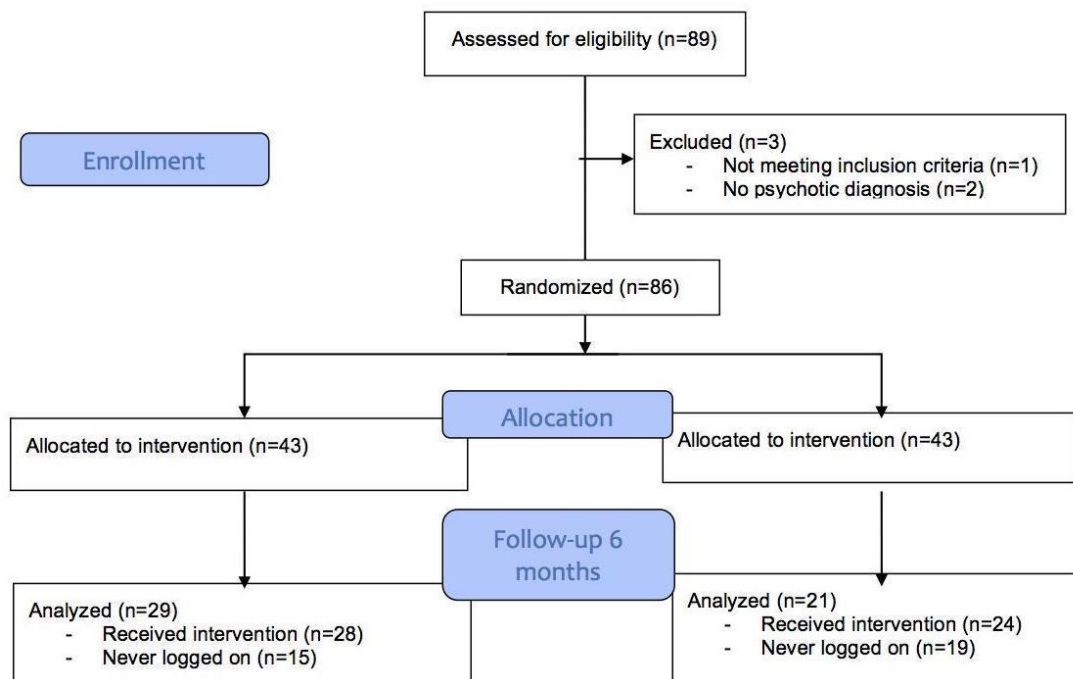 Assessed for eligibility (n=89)
Enrollment
Excluded (n=3)
- Not meeting inclusion criteria (n=1)
- No psychotic diagnosis (n=2)
Randomized (n=86)
Allocation
Allocated to intervention (n=43)
Allocated to intervention (n=43)
Follow-up 6
months
Analyzed (n=29)
- Received intervention (n=28)
- Never logged on (n=15)
Analyzed (n=21)
- Received intervention (n=24)
- Never logged on (n=19)